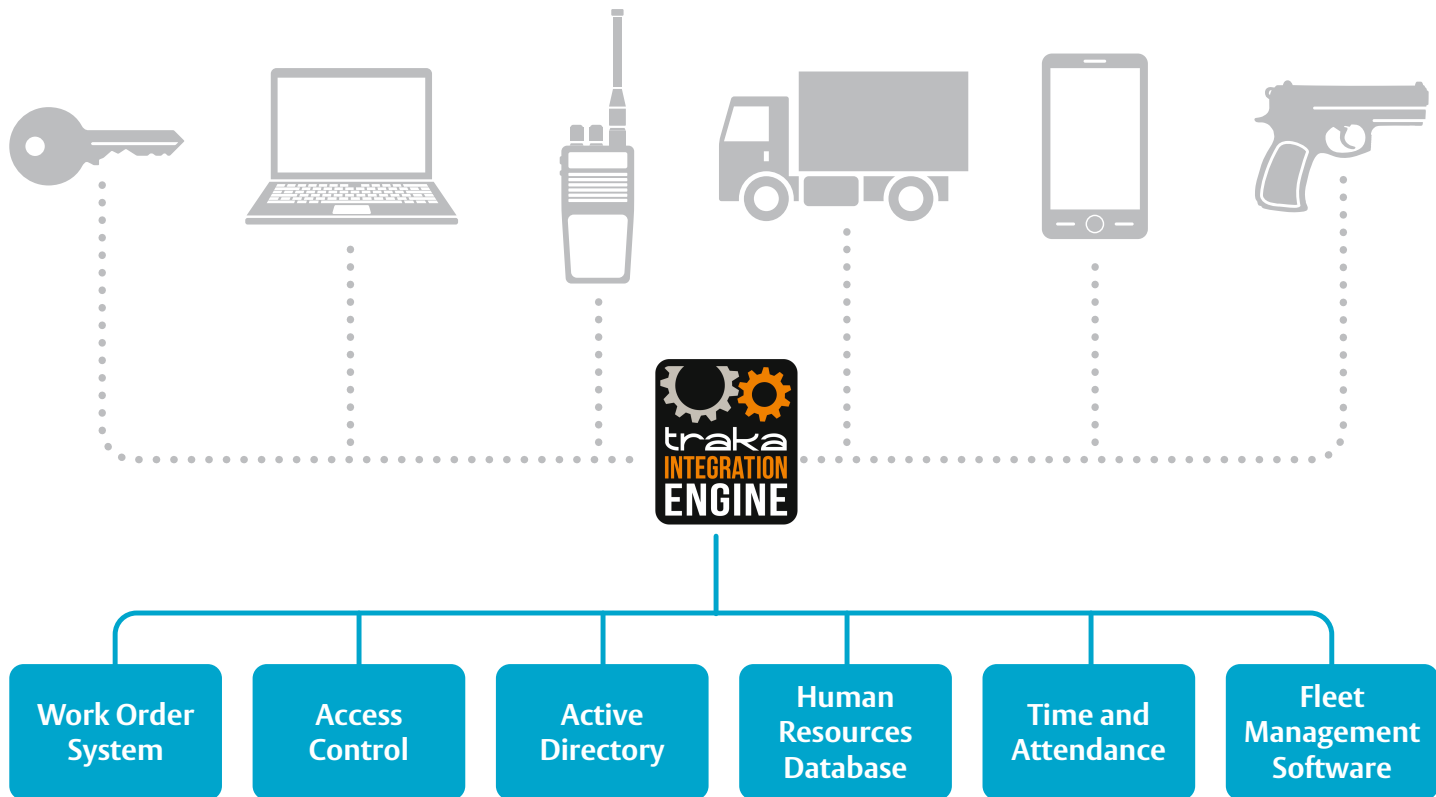 traka
INTEGRATION
ENGINE
Work Order
System
Access
Control
Active
Directory
Human
Resources
Database
Time and
Attendance
Fleet
Management
Software